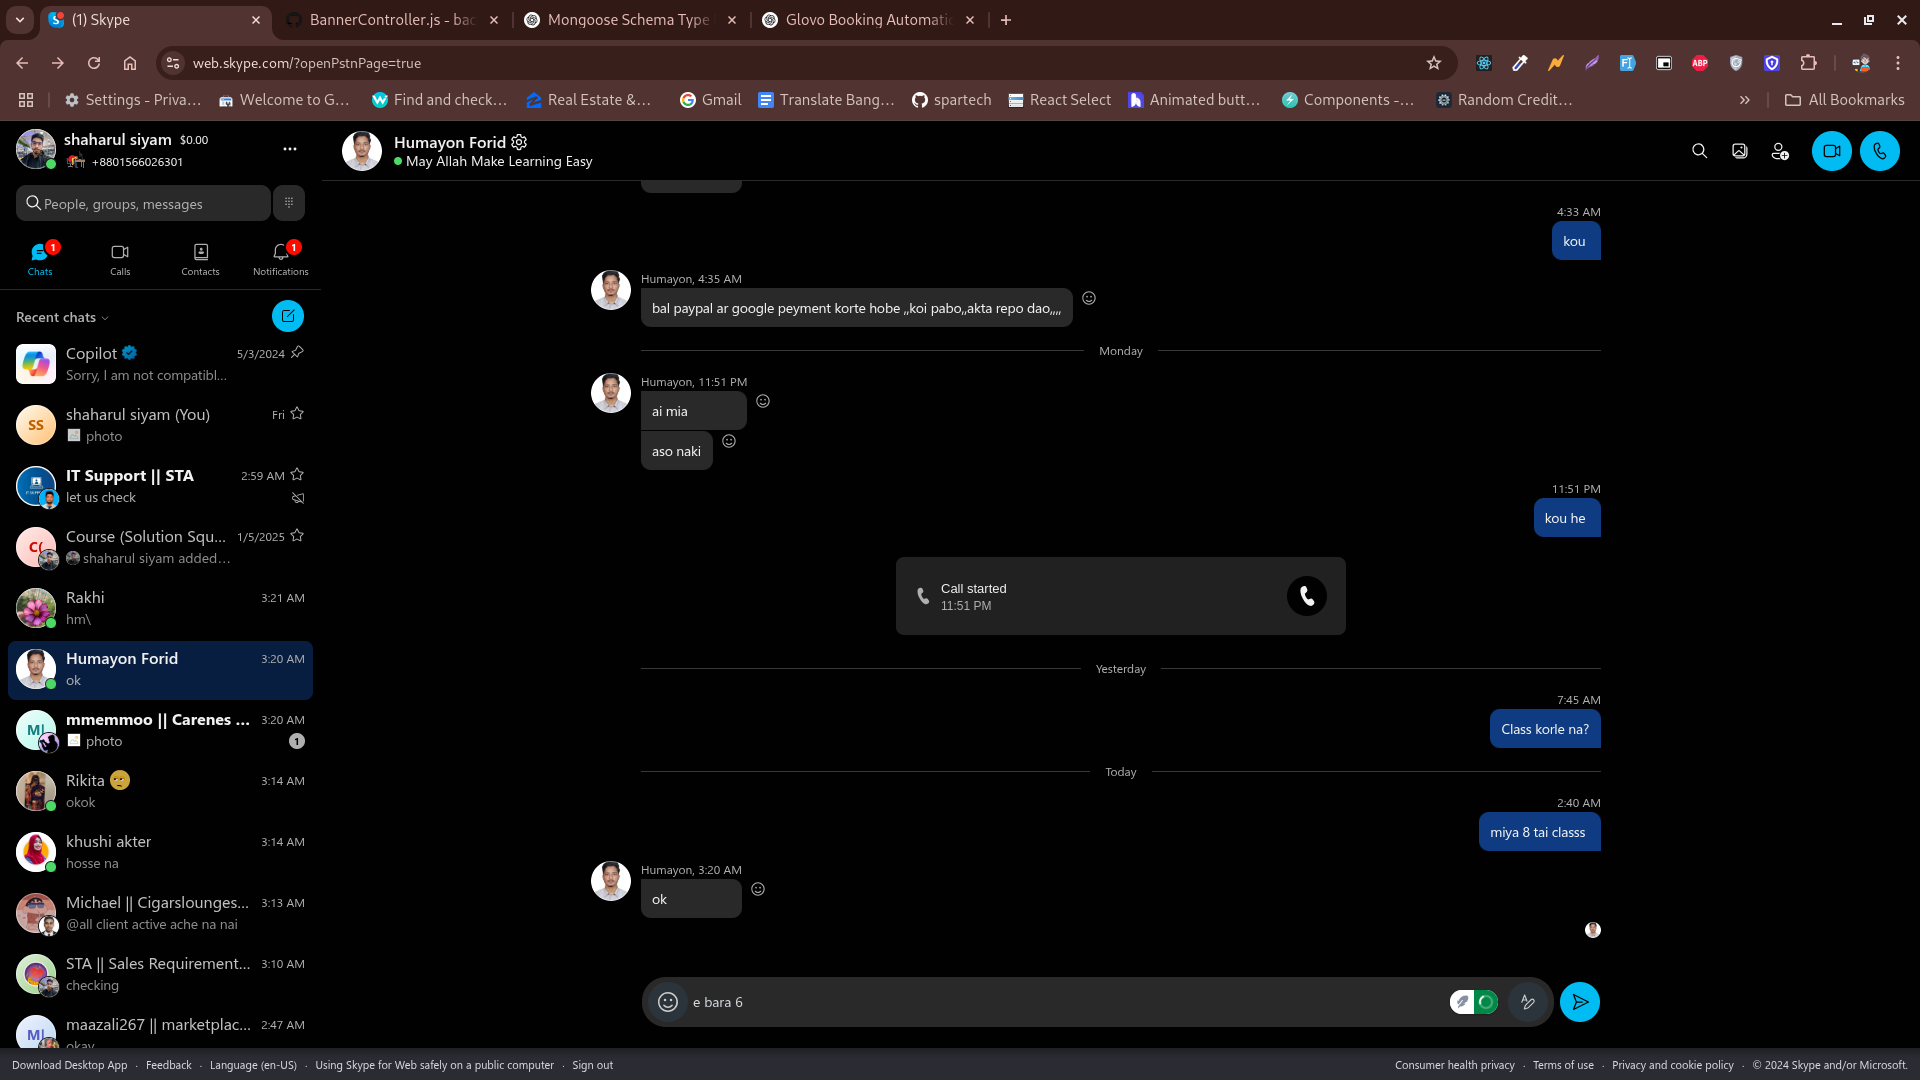 (1) Skype
BannerController.js - bac
Mongoose Schema Type
Glovo Booking Automati
web.skype.com/?openPstnPage=true
Settings - Priva...
Welcome to G...
Find and check...
Real Estate &...
Gmail
Translate Bang...
spartech
React Select
Animated butt...
Components -...
Random Credit...
All Bookmarks
shaharul siyam $0.00
+8801566026301
People, groups, messages
Chats 1
Calls
Contacts
Notifications 1
Recent chats
Copilot 5/3/2024
Sorry, I am not compatibl...
SS
shaharul siyam (You) Fri
photo
IT Support || STA 2:59 AM
let us check
C(
Course (Solution Squ... 1/5/2025
shaharul siyam added...
Rakhi 3:21 AM
hm\
Humayon Forid 3:20 AM
ok
M|
mmemmoo || Carenes ... 3:20 AM
photo 1
Rikita 3:14 AM
okok
khushi akter 3:14 AM
hosse na
Michael || Cigarslounges... 3:13 AM
@all client active ache na nai
STA || Sales Requirement... 3:10 AM
checking
M|
maazali267 || marketplac... 2:47 AM
okay
Humayon Forid
May Allah Make Learning Easy
4:33 AM
kou
Humayon, 4:35 AM
bal paypal ar google peyment korte hobe ,,koi pabo,,akta repo dao,,,,
Monday
Humayon, 11:51 PM
ai mia
aso naki
11:51 PM
kou he
Call started
11:51 PM
Yesterday
7:45 AM
Class korle na?
Today
2:40 AM
miya 8 tai classs
Humayon, 3:20 AM
ok
e bara 6
ABP
Download Desktop App · Feedback · Language (en-US) · Using Skype for Web safely on a public computer · Sign out
Consumer health privacy · Terms of use · Privacy and cookie policy · © 2024 Skype and/or Microsoft.